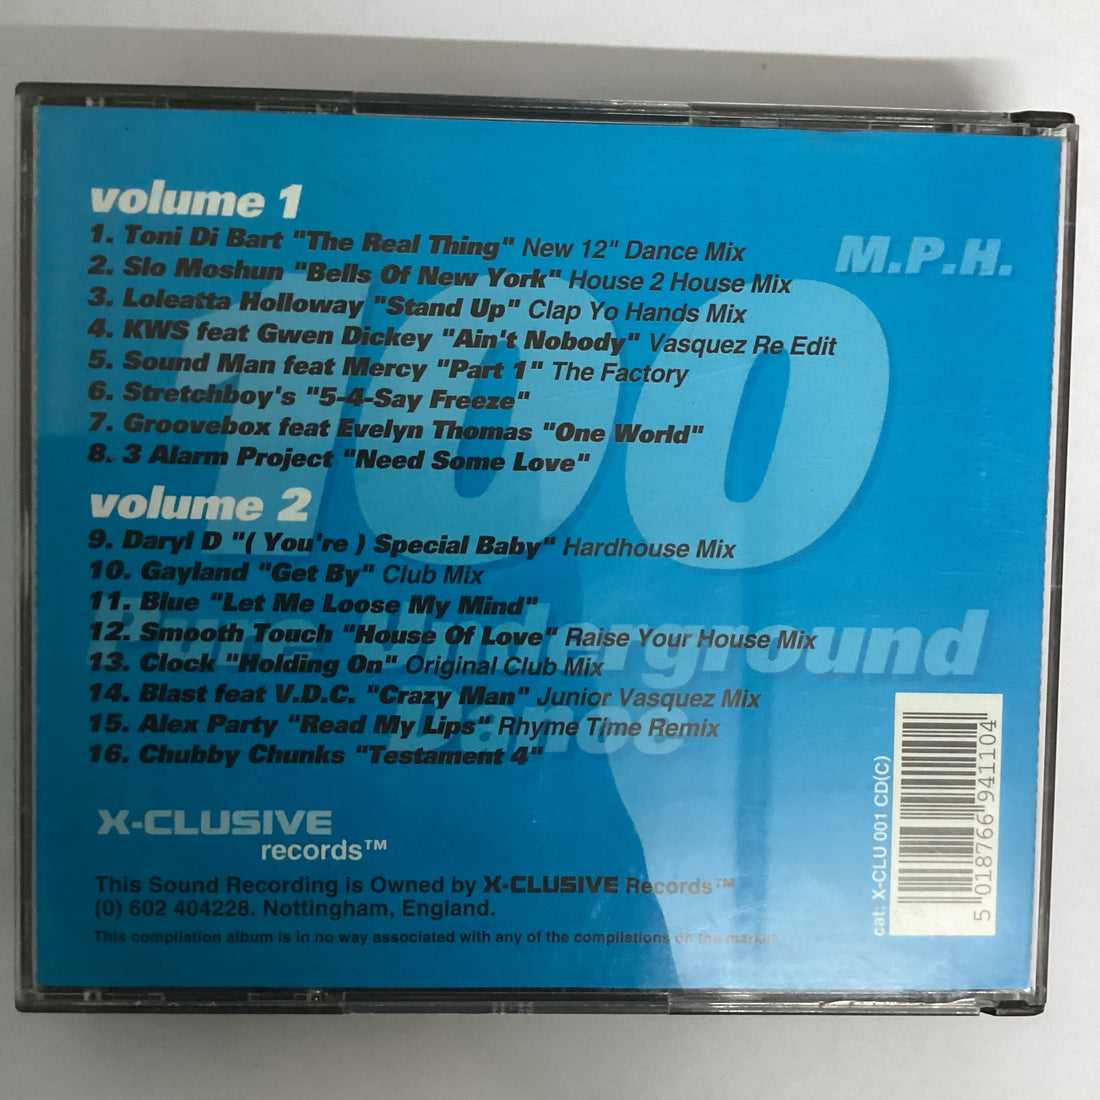 volume 1
1. Toni Di Bart "The Real Thing" New 12" Dance Mix
2. Slo Moshun "Bells Of New York" House 2 House Mix
3. Loleatta Holloway "Stand Up" Clap Yo Hands Mix
4. KWS feat Gwen Dickey "Ain't Nobody" Vasquez Re Edit
5. Sound Man feat Mercy "Part 1" The Factory
6. Stretchboy's "5-4-Say Freeze"
7. Groovebox feat Evelyn Thomas "One World"
8. 3 Alarm Project "Need Some Love"
volume 2
9. Daryl D "( You're ) Special Baby" Hardhouse Mix
10. Gayland "Get By" Club Mix
11. Blue "Let Me Loose My Mind"
12. Smooth Touch "House Of Love" Raise Your House Mix
13. Clock "Holding On" Original Club Mix
14. Blast feat V.D.C. "Crazy Man" Junior Vasquez Mix
15. Alex Party "Read My Lips" Rhyme Time Remix
16. Chubby Chunks "Testament 4"
M.P.H.
100
Pure Underground
Dance
X-CLUSIVE
records™
This Sound Recording is Owned by X-CLUSIVE Records™
(0) 602 404228. Nottingham, England.
This compilation album is in no way associated with any of the compilations on the market
cat: X-CLU 001 CD(C)
5 018766 941104